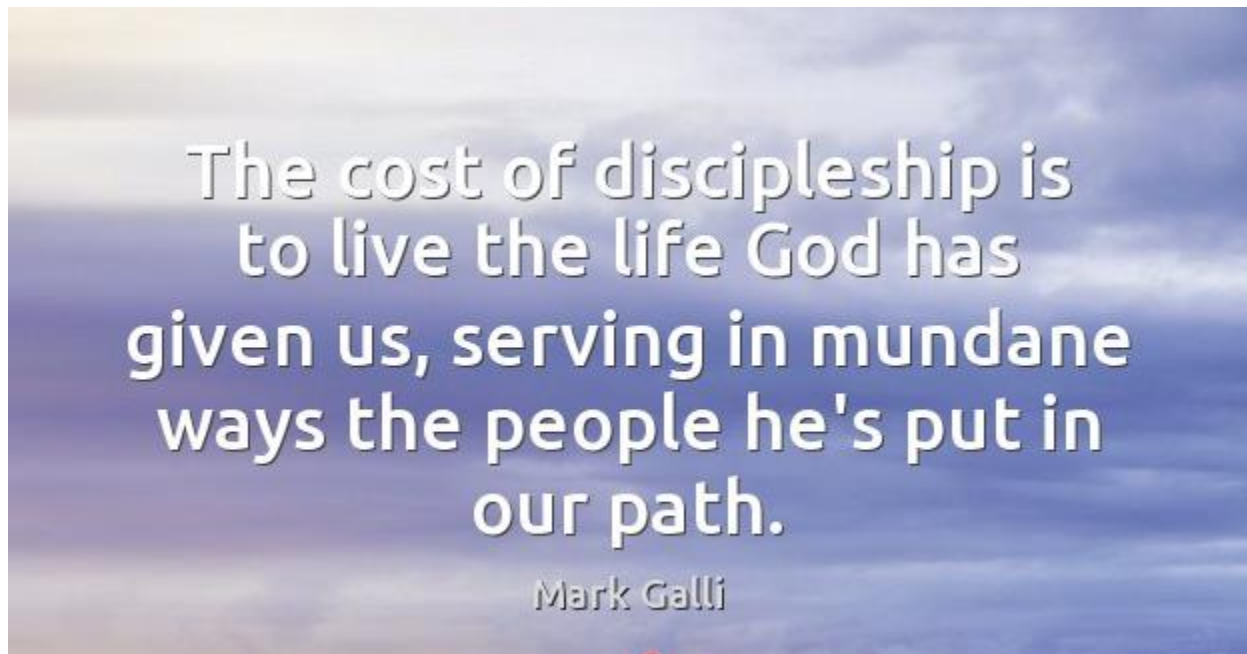 The cost of discipleship is
to live the life God has
given us, serving in mundane
ways the people he's put in
our path.
Mark Galli